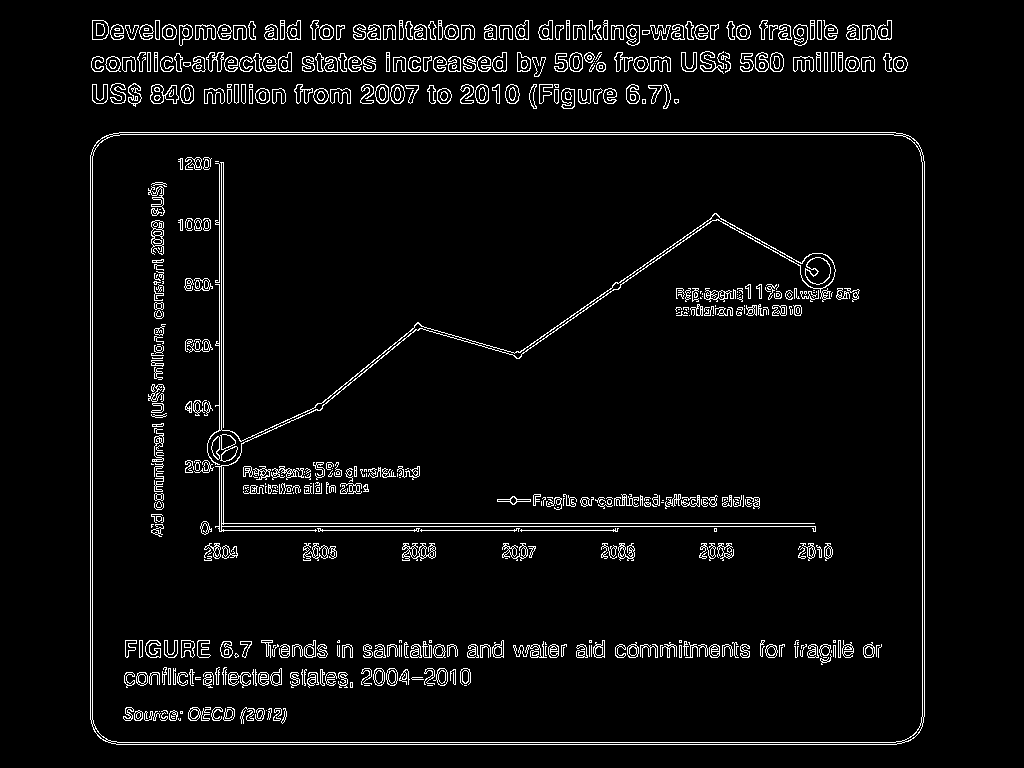 Development aid for sanitation and drinking-water to fragile and
conflict-affected states increased by 50% from US$ 560 million to
US$ 840 million from 2007 to 2010 (Figure 6.7).
1200
1000
800
600
400
200
0
Aid commitment (US$ millions, constant 2009 $US)
Represents 11% of water and
sanitation aid in 2010
Represents 5% of water and
sanitation aid in 2004
Fragile or conflicted-affected states
2004 2005 2006 2007 2008 2009 2010
FIGURE 6.7 Trends in sanitation and water aid commitments for fragile or
conflict-affected states, 2004–2010
Source: OECD (2012)